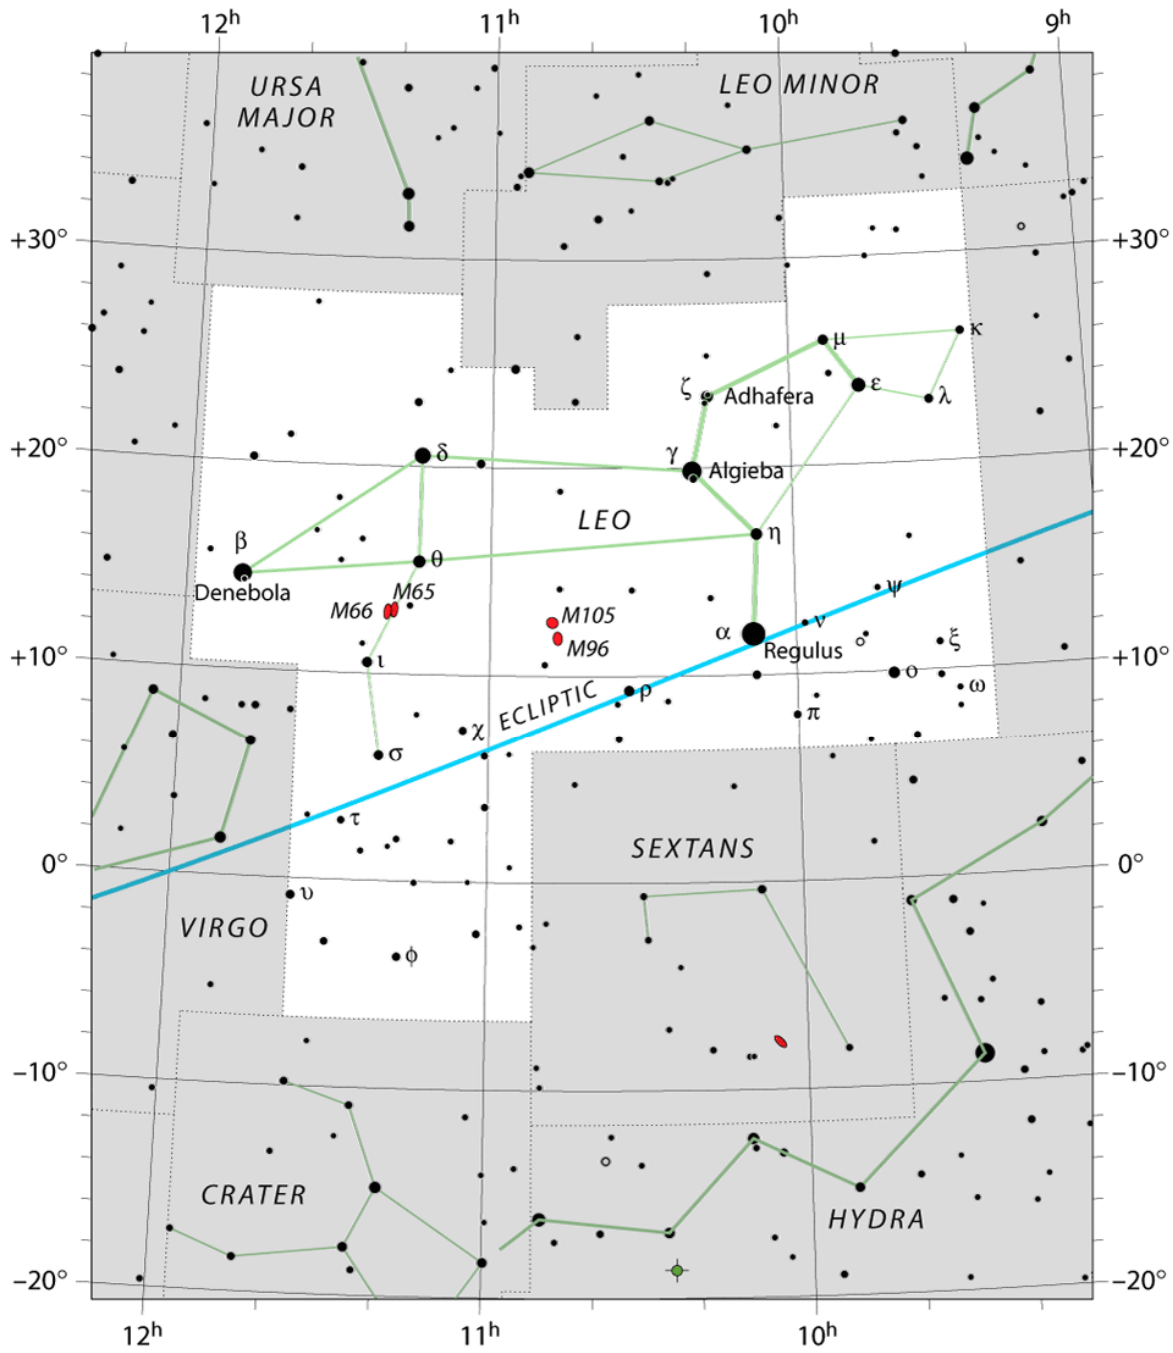 12h 11h 10h 9h
URSA
MAJOR
LEO MINOR
+30° +30°
μ κ
ε λ
ζ Adhafera
+20° +20°
δ γ Algieba
LEO
η
β
θ
Denebola
M65
M66
M105
M96
ψ
ν
α Regulus
ξ
+10° +10°
ι
ο
ω
ρ
π
ECLIPTIC
χ
σ
τ
SEXTANS
0° 0°
υ
VIRGO
ϕ
−10° −10°
CRATER
HYDRA
−20° −20°
12h 11h 10h